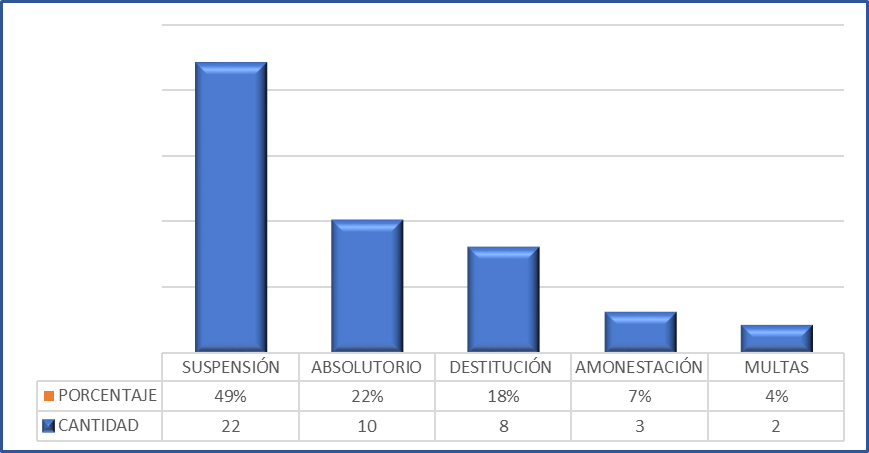 SUSPENSIÓN ABSOLUTORIO DESTITUCIÓN AMONESTACIÓN MULTAS
PORCENTAJE 49% 22% 18% 7% 4%
CANTIDAD 22 10 8 3 2